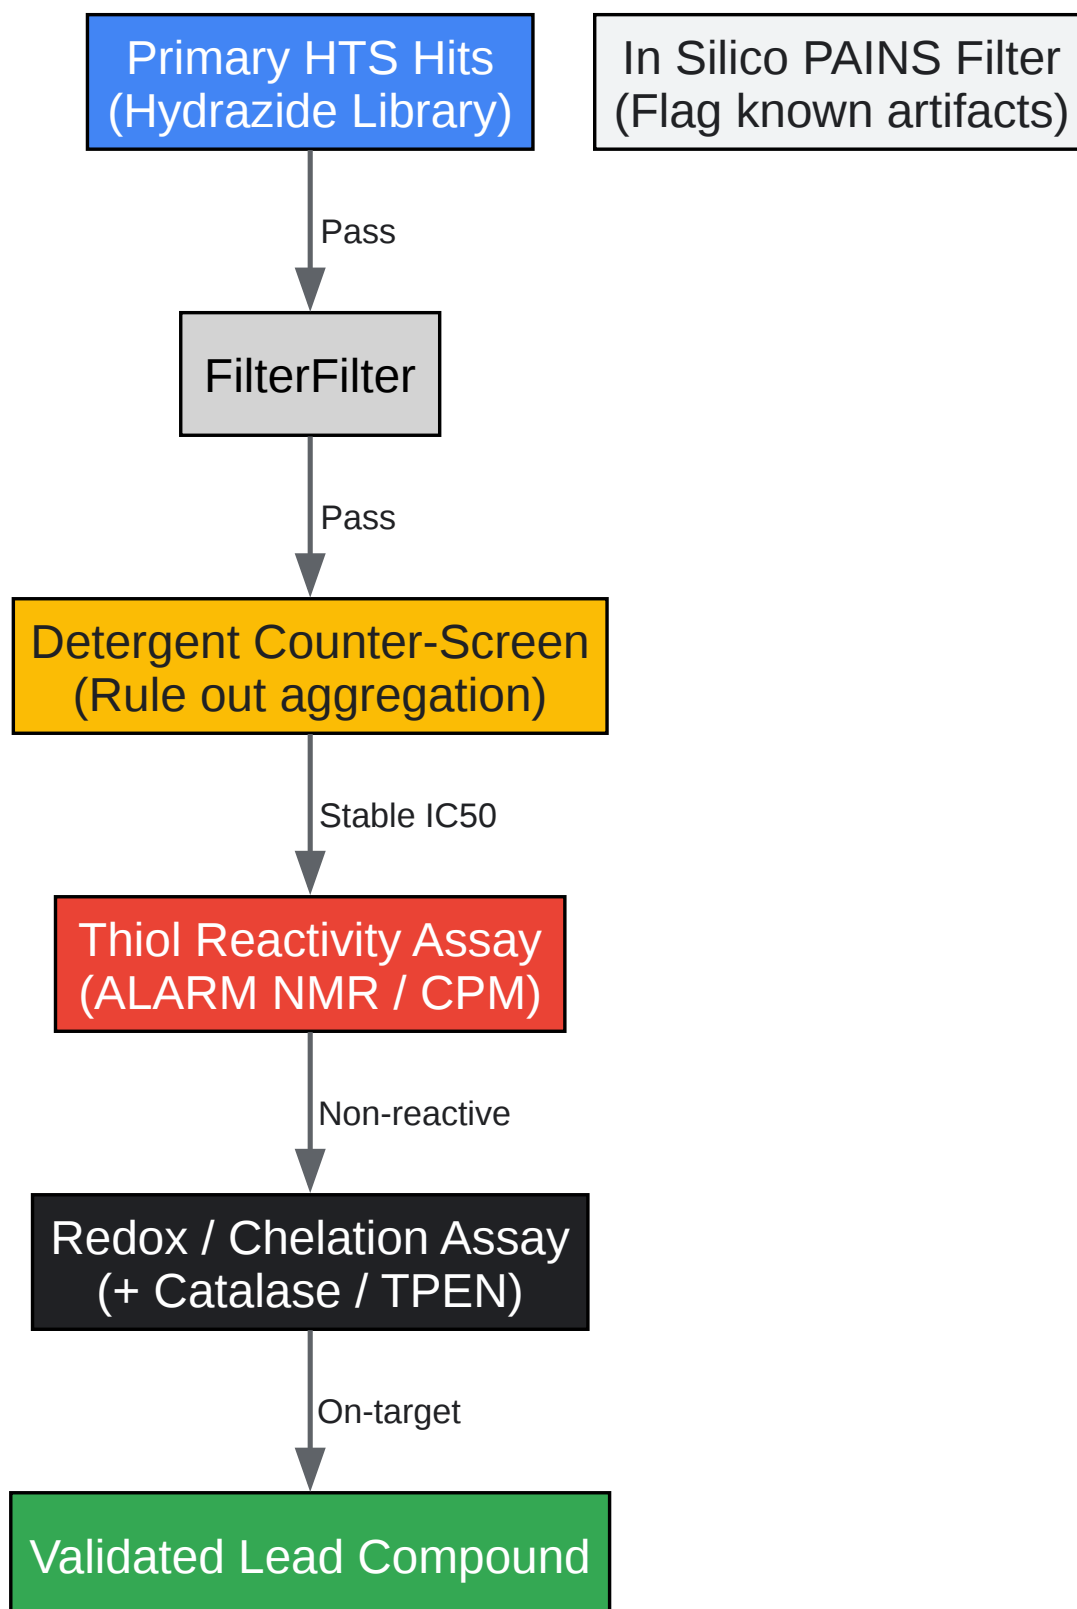 Primary HTS Hits
(Hydrazide Library)
In Silico PAINS Filter
(Flag known artifacts)
Pass
FilterFilter
Pass
Detergent Counter-Screen
(Rule out aggregation)
Stable IC50
Thiol Reactivity Assay
(ALARM NMR / CPM)
Non-reactive
Redox / Chelation Assay
(+ Catalase / TPEN)
On-target
Validated Lead Compound